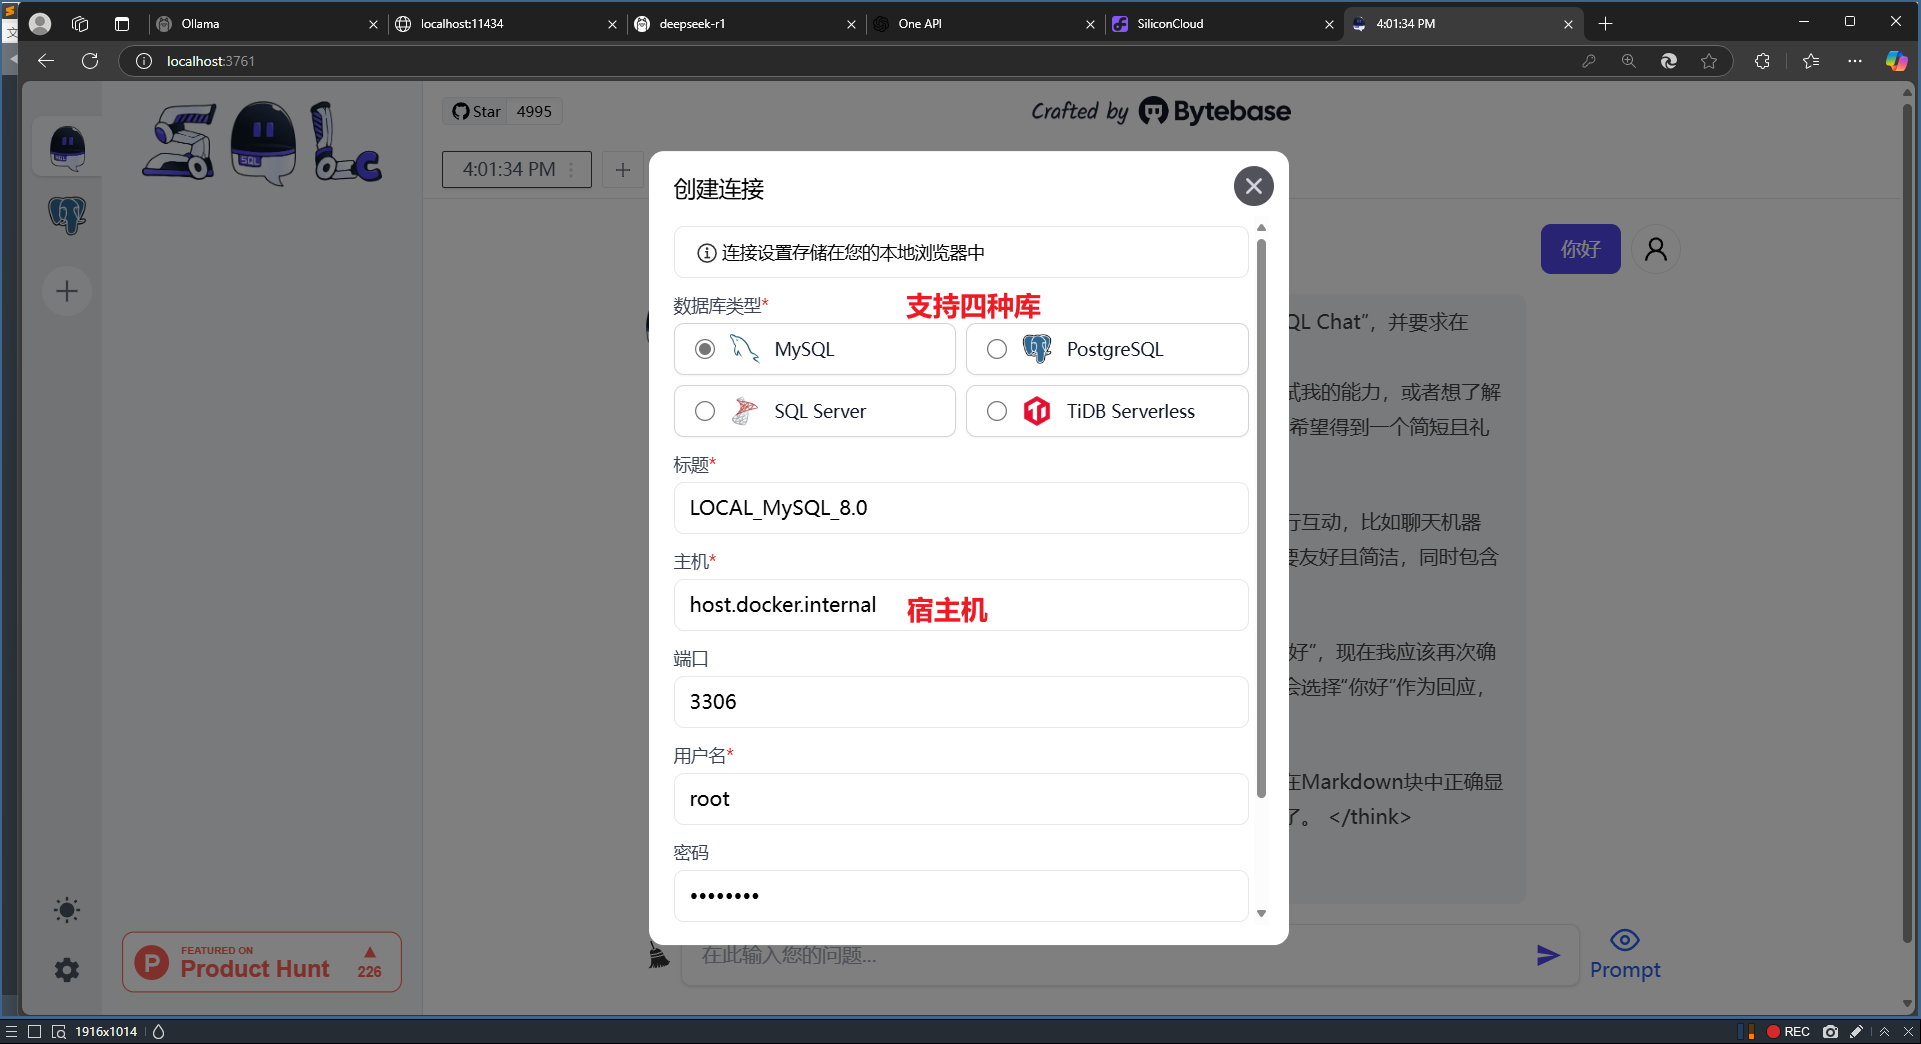 Ollama
localhost:11434
deepseek-r1
One API
SiliconCloud
4:01:34 PM
localhost:3761
SQL
Star 4995
Crafted by Bytebase
4:01:34 PM
创建连接
你好
连接设置存储在您的本地浏览器中
数据库类型*
支持四种库
QL Chat”，并要求在
MySQL
PostgreSQL
试我的能力，或者想了解
SQL Server
TiDB Serverless
希望得到一个简短且礼
标题*
LOCAL_MySQL_8.0
行互动，比如聊天机器
主机*
要友好且简洁，同时包含
host.docker.internal
宿主机
端口
好”，现在我应该再次确
会选择“你好”作为回应，
3306
用户名*
在Markdown块中正确显
root
了。 </think>
密码
••••••••
在此输入您的问题...
Prompt
FEATURED ON
Product Hunt
226
1916x1014
REC